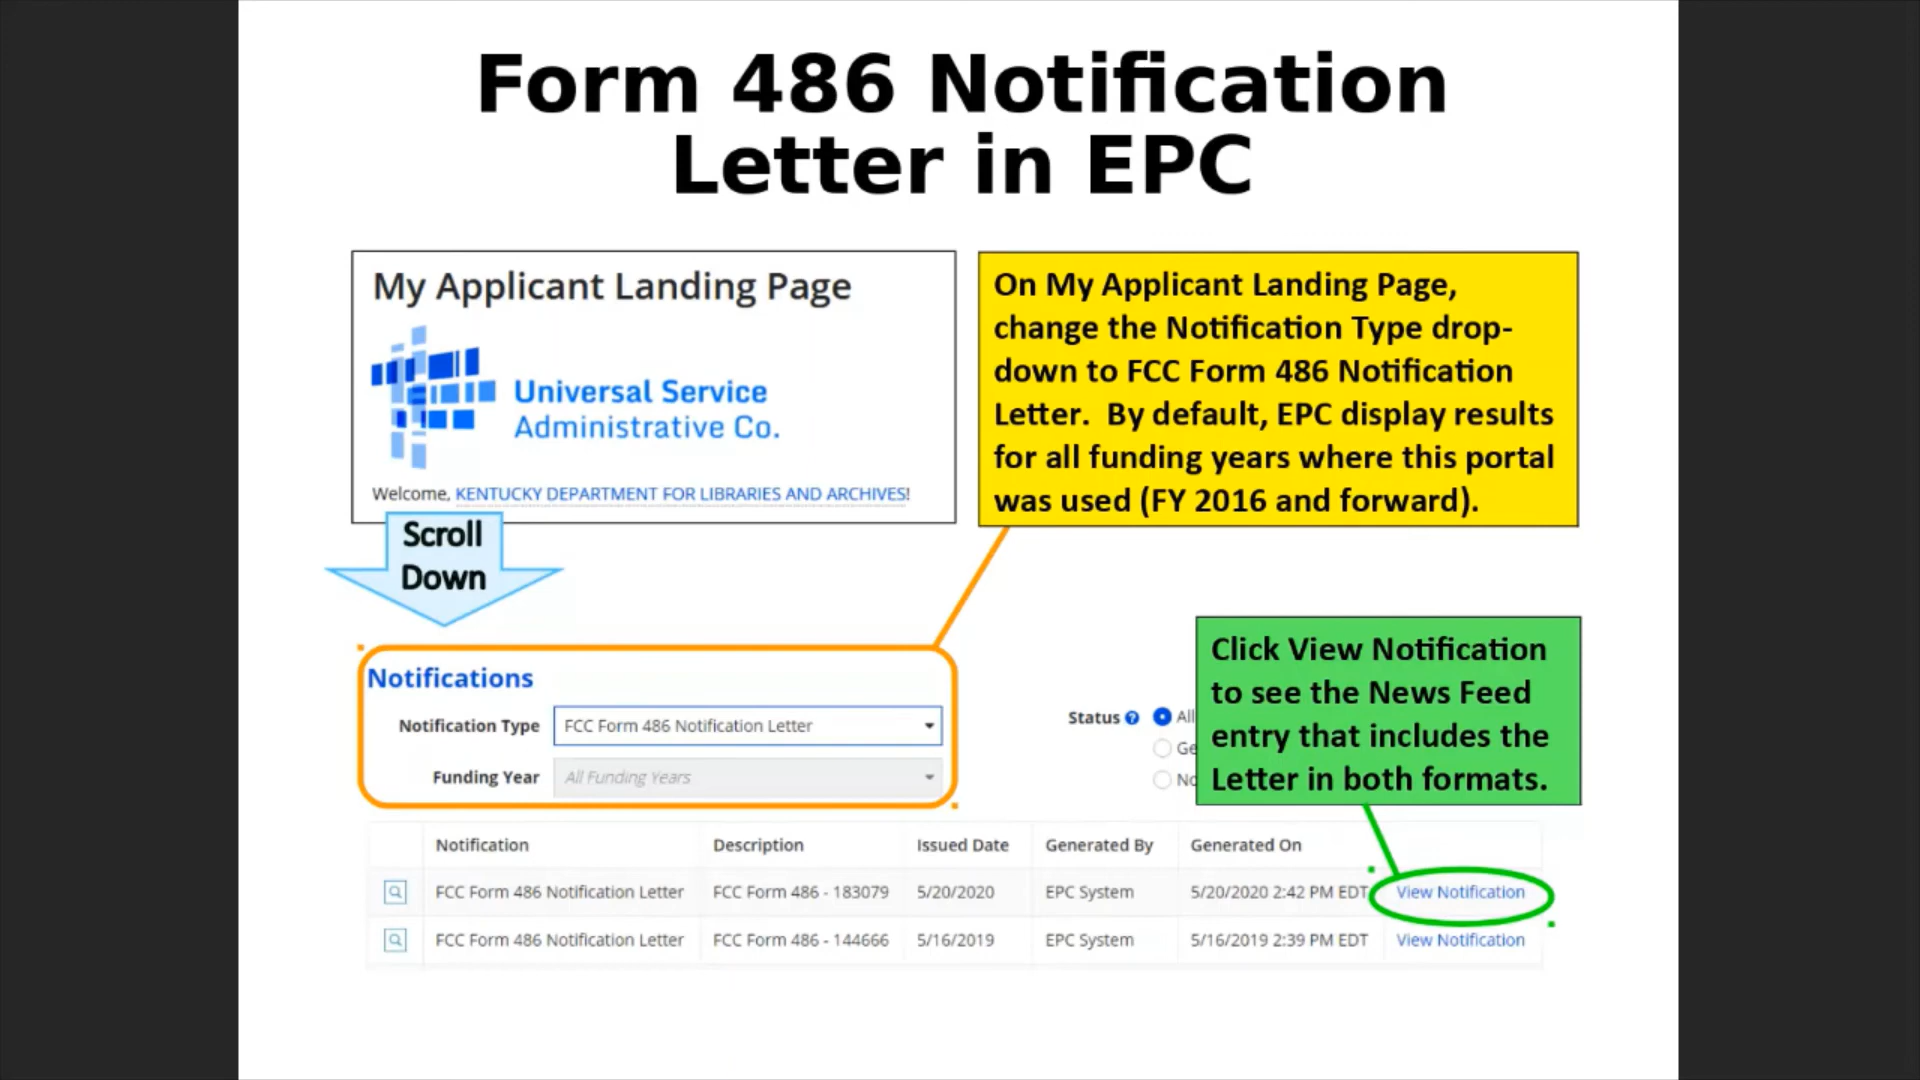 Form 486 Notification
Letter in EPC
My Applicant Landing Page
Universal Service
Administrative Co.
Welcome, KENTUCKY DEPARTMENT FOR LIBRARIES AND ARCHIVES!
On My Applicant Landing Page,
change the Notification Type drop-
down to FCC Form 486 Notification
Letter.  By default, EPC display results
for all funding years where this portal
was used (FY 2016 and forward).
Scroll
Down
Notifications
Notification Type FCC Form 486 Notification Letter
Funding Year All Funding Years
Status ? All
Ge
No
Click View Notification
to see the News Feed
entry that includes the
Letter in both formats.
Notification Description Issued Date Generated By Generated On
FCC Form 486 Notification Letter FCC Form 486 - 183079 5/20/2020 EPC System 5/20/2020 2:42 PM EDT View Notification
FCC Form 486 Notification Letter FCC Form 486 - 144666 5/16/2019 EPC System 5/16/2019 2:39 PM EDT View Notification